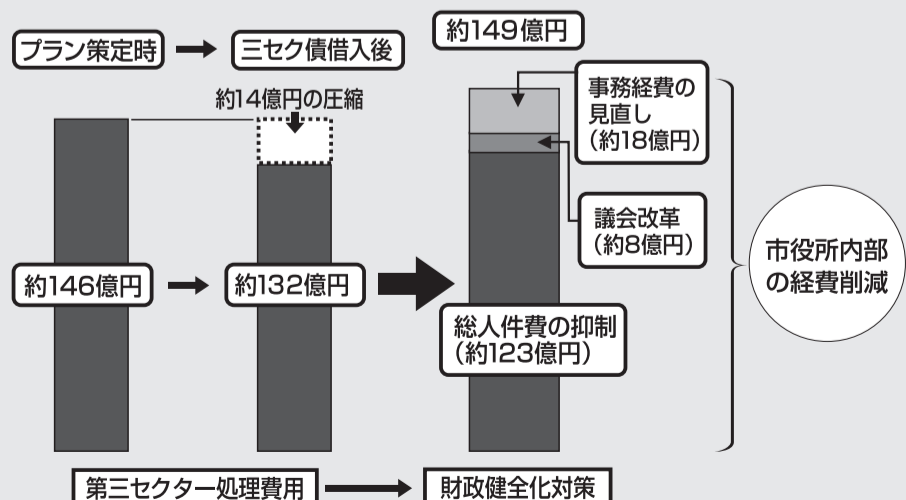 プラン策定時
三セク債借入後
約149億円
約14億円の圧縮
事務経費の
見直し
(約18億円)
議会改革
(約8億円)
市役所内部
の経費削減
約146億円
約132億円
総人件費の抑制
(約123億円)
第三セクター処理費用
財政健全化対策